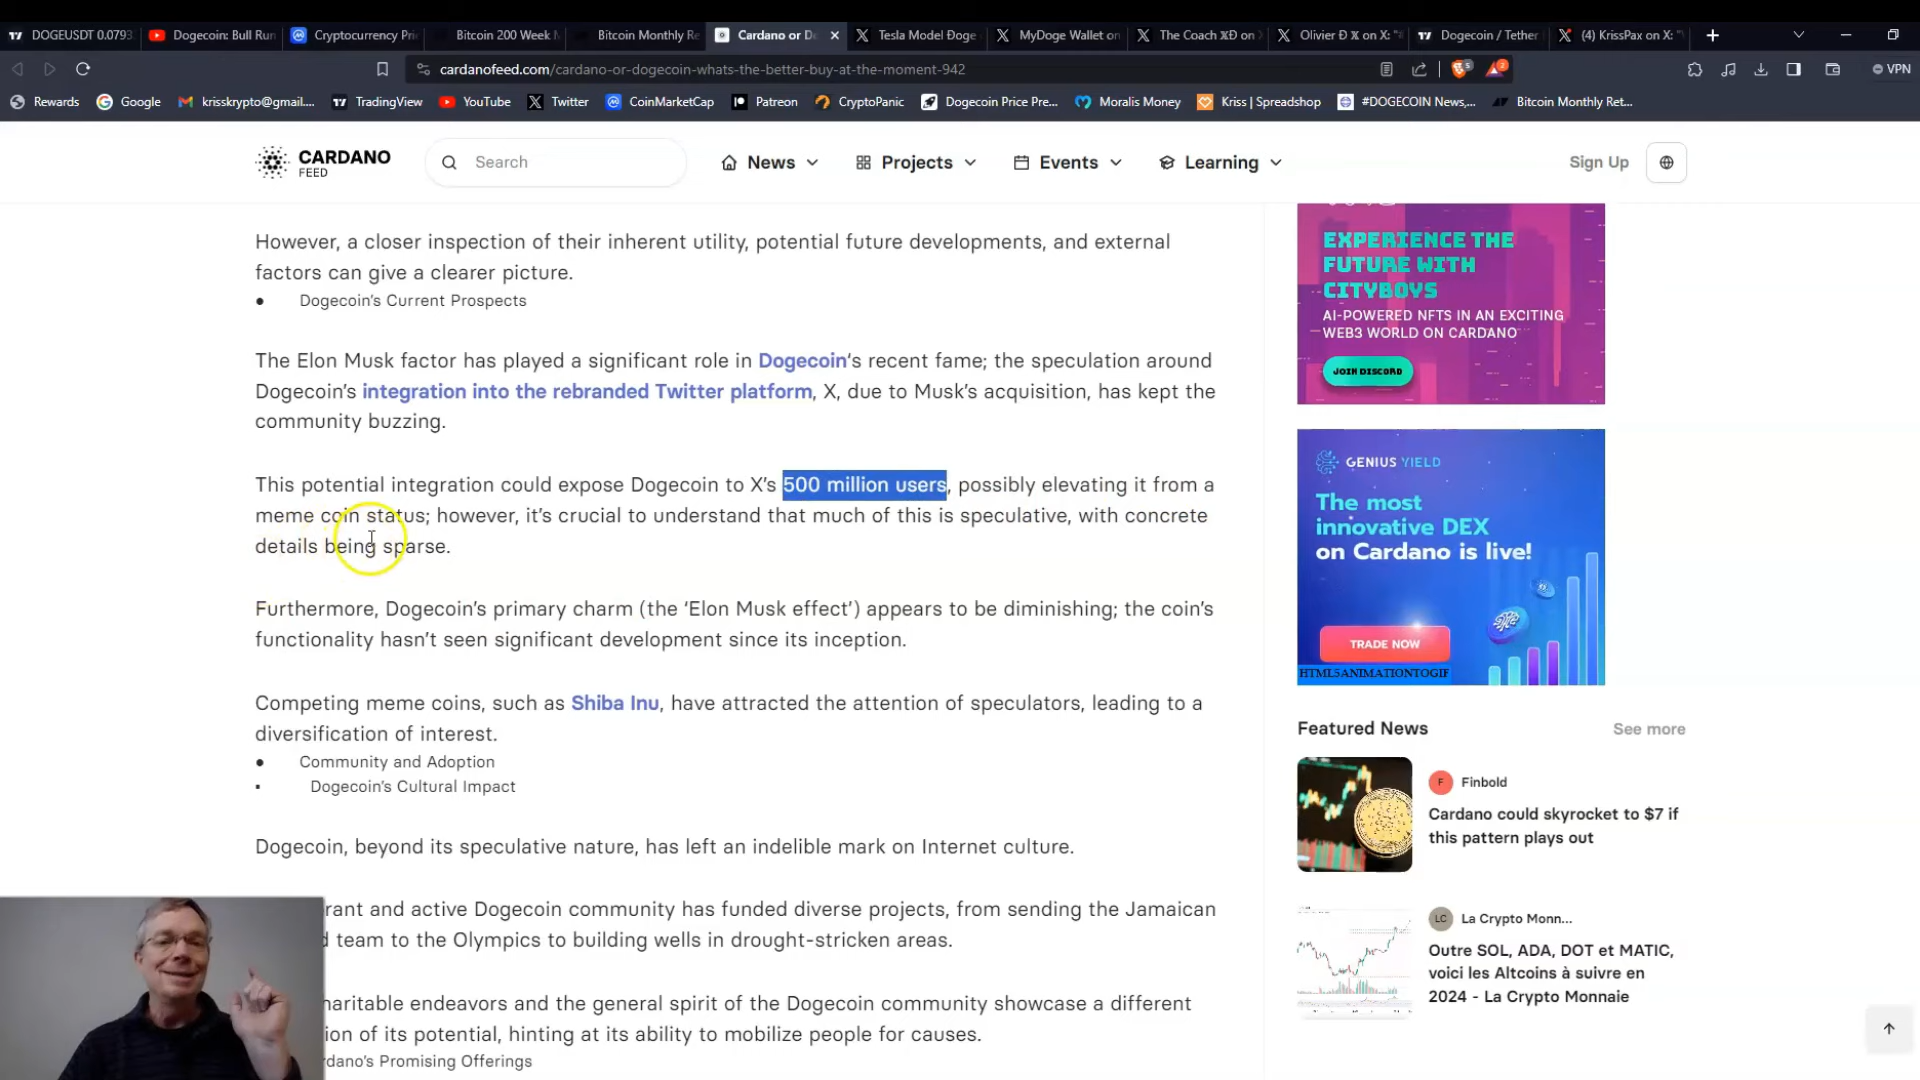 DOGEUSDT 0.0793
Dogecoin: Bull Run
Cryptocurrency Pri
Bitcoin 200 Week M
Bitcoin Monthly Re
Cardano or D
Tesla Model Ðoge
MyDoge Wallet on
The Coach XÐ on
Olivier Ð X on X: "
Dogecoin / Tether
(4) KrissPax on X: "
cardanofeed.com/cardano-or-dogecoin-whats-the-better-buy-at-the-moment-942
5
2
VPN
Rewards
Google
krisskrypto@gmail....
TradingView
YouTube
Twitter
CoinMarketCap
Patreon
CryptoPanic
Dogecoin Price Pre...
Moralis Money
Kriss | Spreadshop
#DOGECOIN News,...
Bitcoin Monthly Ret...
CARDANO
FEED
Search
News
Projects
Events
Learning
Sign Up
However, a closer inspection of their inherent utility, potential future developments, and external
factors can give a clearer picture.
● Dogecoin's Current Prospects
The Elon Musk factor has played a significant role in Dogecoin's recent fame; the speculation around
Dogecoin's integration into the rebranded Twitter platform, X, due to Musk's acquisition, has kept the
community buzzing.
This potential integration could expose Dogecoin to X's 500 million users, possibly elevating it from a
meme coin status; however, it's crucial to understand that much of this is speculative, with concrete
details being sparse.
Furthermore, Dogecoin's primary charm (the 'Elon Musk effect') appears to be diminishing; the coin's
functionality hasn't seen significant development since its inception.
Competing meme coins, such as Shiba Inu, have attracted the attention of speculators, leading to a
diversification of interest.
● Community and Adoption
▪ Dogecoin's Cultural Impact
Dogecoin, beyond its speculative nature, has left an indelible mark on Internet culture.
rant and active Dogecoin community has funded diverse projects, from sending the Jamaican
d team to the Olympics to building wells in drought-stricken areas.
haritable endeavors and the general spirit of the Dogecoin community showcase a different
ion of its potential, hinting at its ability to mobilize people for causes.
rdano's Promising Offerings
EXPERIENCE THE
FUTURE WITH
CITYBOYS
AI-POWERED NFTS IN AN EXCITING
WEB3 WORLD ON CARDANO
JOIN DISCORD
GENIUS YIELD
The most
innovative DEX
on Cardano is live!
TRADE NOW
HTML5ANIMATIONTOGIF
Featured News
See more
F
Finbold
Cardano could skyrocket to $7 if
this pattern plays out
LC
La Crypto Monn...
Outre SOL, ADA, DOT et MATIC,
voici les Altcoins à suivre en
2024 - La Crypto Monnaie